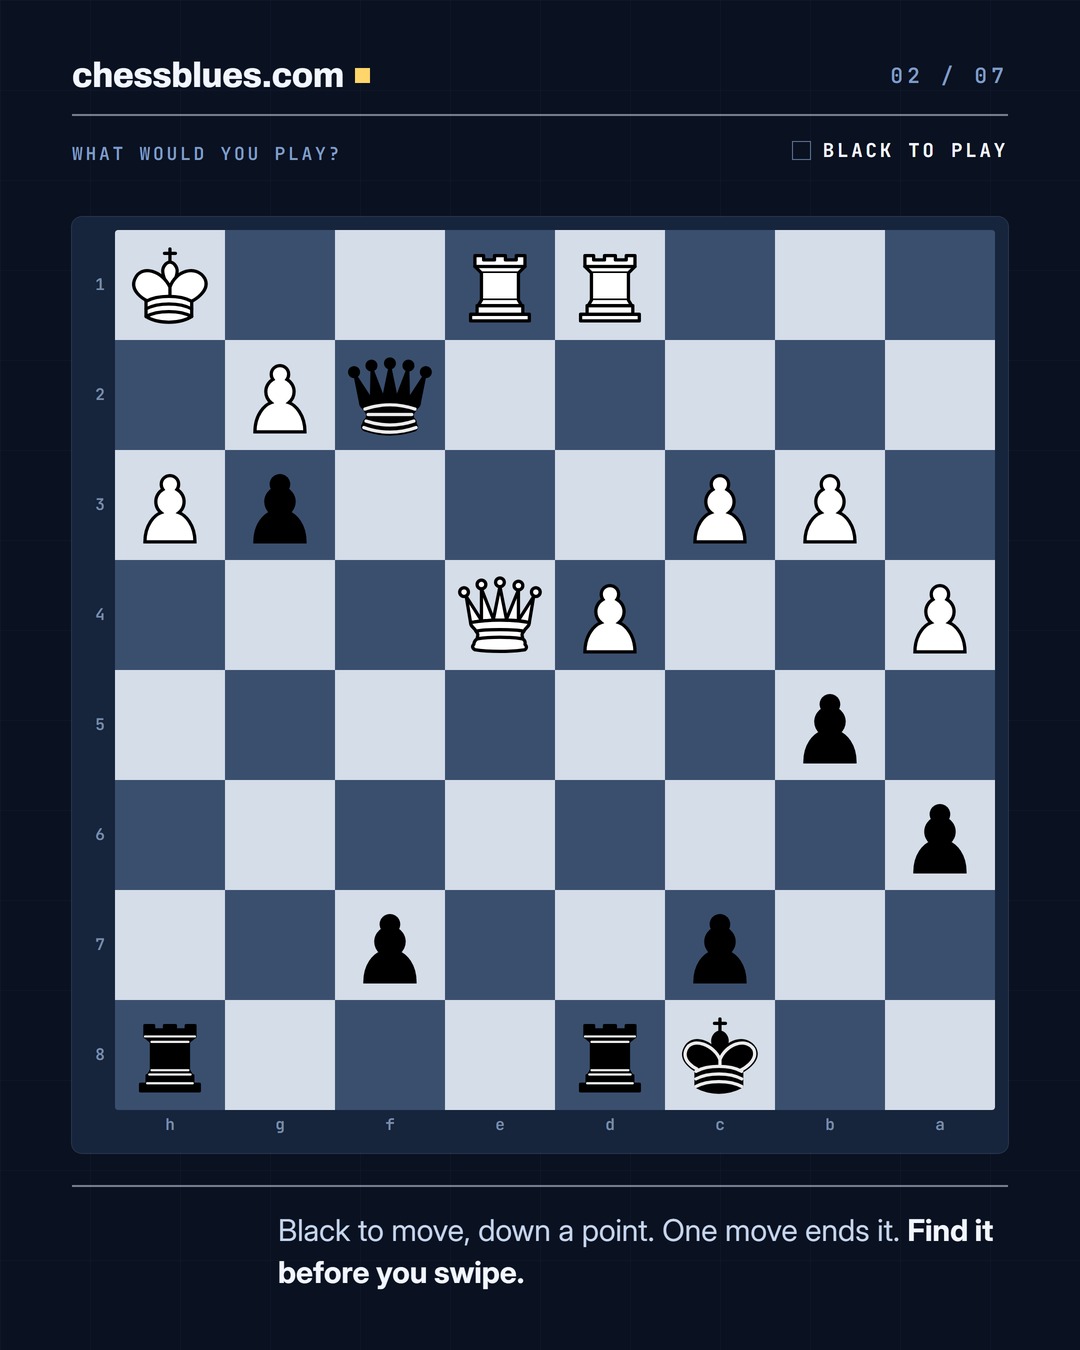 chessblues.com
02 / 07
WHAT WOULD YOU PLAY?
BLACK TO PLAY
1
2
3
4
5
6
7
8
h g f e d c b a
Black to move, down a point. One move ends it. Find it
before you swipe.